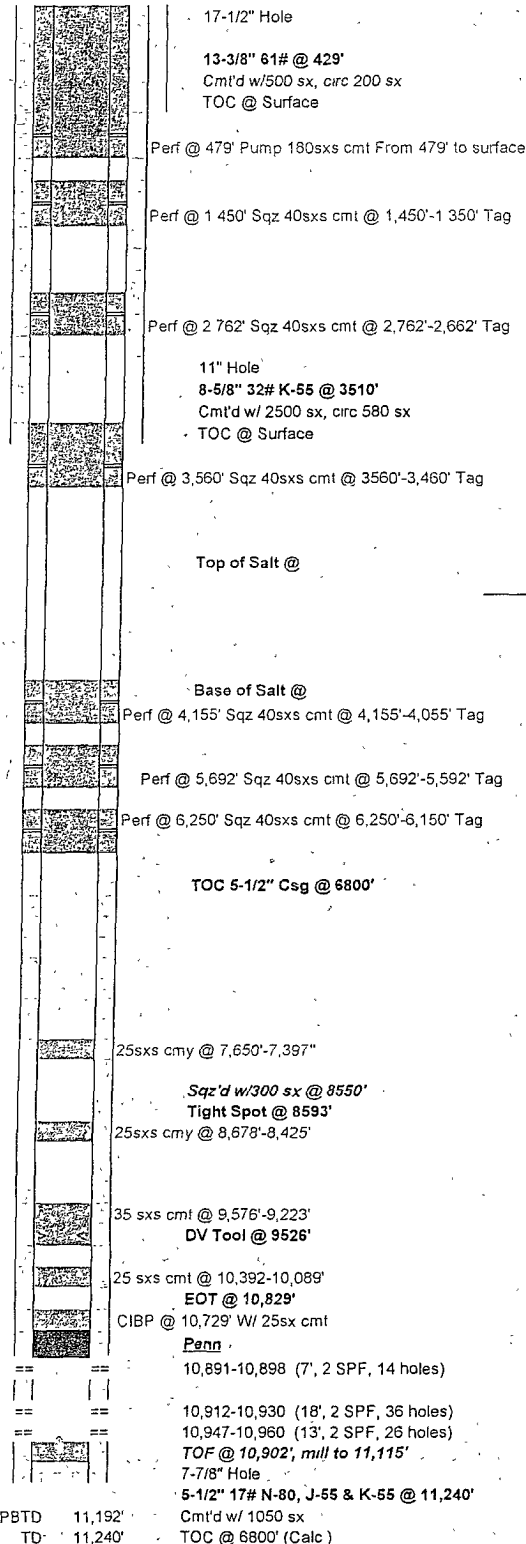 17-1/2" Hole
13-3/8" 61# @ 429'
Cmt'd w/500 sx, circ 200 sx
TOC @ Surface
Perf @ 479' Pump 180sxs cmt From 479' to surface
Perf @ 1 450' Sqz 40sxs cmt @ 1,450'-1 350' Tag
Perf @ 2 762' Sqz 40sxs cmt @ 2,762'-2,662' Tag
11" Hole
8-5/8" 32# K-55 @ 3510'
Cmt'd w/ 2500 sx, circ 580 sx
TOC @ Surface
Perf @ 3,560' Sqz 40sxs cmt @ 3560'-3,460' Tag
Top of Salt @
Base of Salt @
Perf @ 4,155' Sqz 40sxs cmt @ 4,155'-4,055' Tag
Perf @ 5,692' Sqz 40sxs cmt @ 5,692'-5,592' Tag
Perf @ 6,250' Sqz 40sxs cmt @ 6,250'-6,150' Tag
TOC 5-1/2" Csg @ 6800'
25sxs cmy @ 7,650'-7,397"
Sqz'd w/300 sx @ 8550'
Tight Spot @ 8593'
25sxs cmy @ 8,678'-8,425'
35 sxs cmt @ 9,576'-9,223'
DV Tool @ 9526'
25 sxs cmt @ 10,392-10,089'
EOT @ 10,829'
CIBP @ 10,729' W/ 25sx cmt
Penn
10,891-10,898 (7', 2 SPF, 14 holes)
10,912-10,930 (18', 2 SPF, 36 holes)
10,947-10,960 (13', 2 SPF, 26 holes)
TOF @ 10,902', mill to 11,115'
7-7/8" Hole
5-1/2" 17# N-80, J-55 & K-55 @ 11,240'
PBTD 11,192' Cmt'd w/ 1050 sx
TD- 11,240' TOC @ 6800' (Calc )